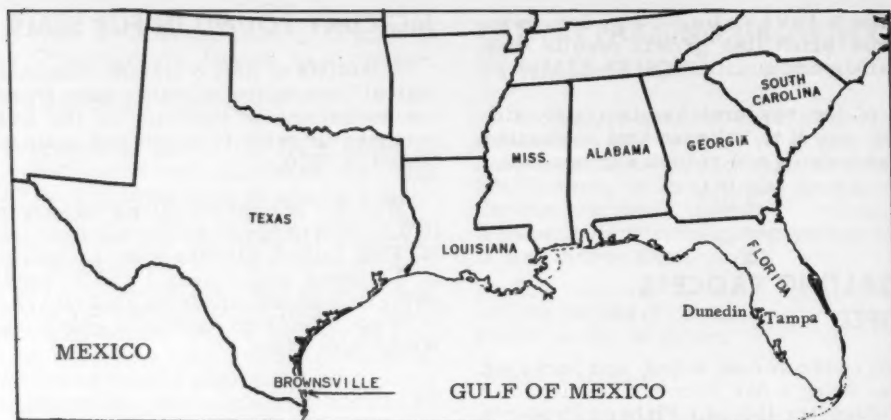 SOUTH
CAROLINA
MISS.
ALABAMA
GEORGIA
TEXAS
LOUISIANA
FLORIDA
Dunedin
Tampa
MEXICO
BROWNSVILLE
GULF OF MEXICO